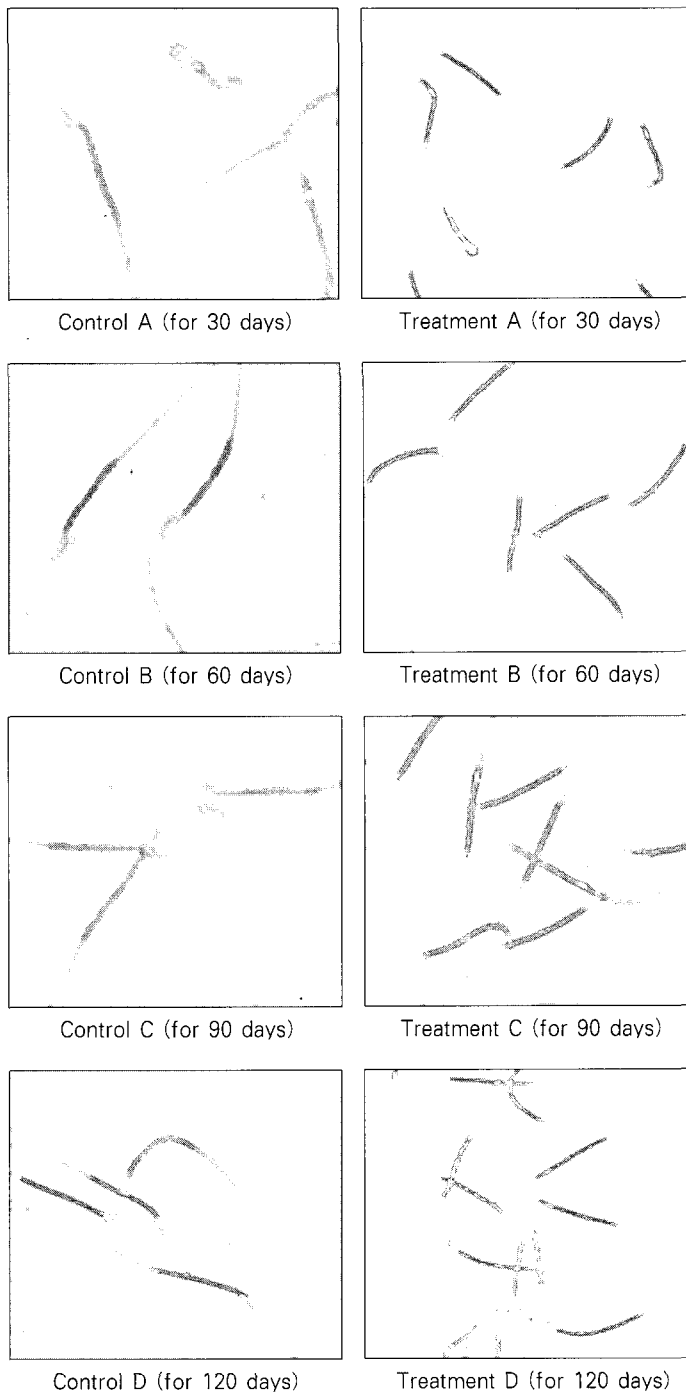 Control A (for 30 days)
Treatment A (for 30 days)
Control B (for 60 days)
Treatment B (for 60 days)
Control C (for 90 days)
Treatment C (for 90 days)
Control D (for 120 days)
Treatment D (for 120 days)